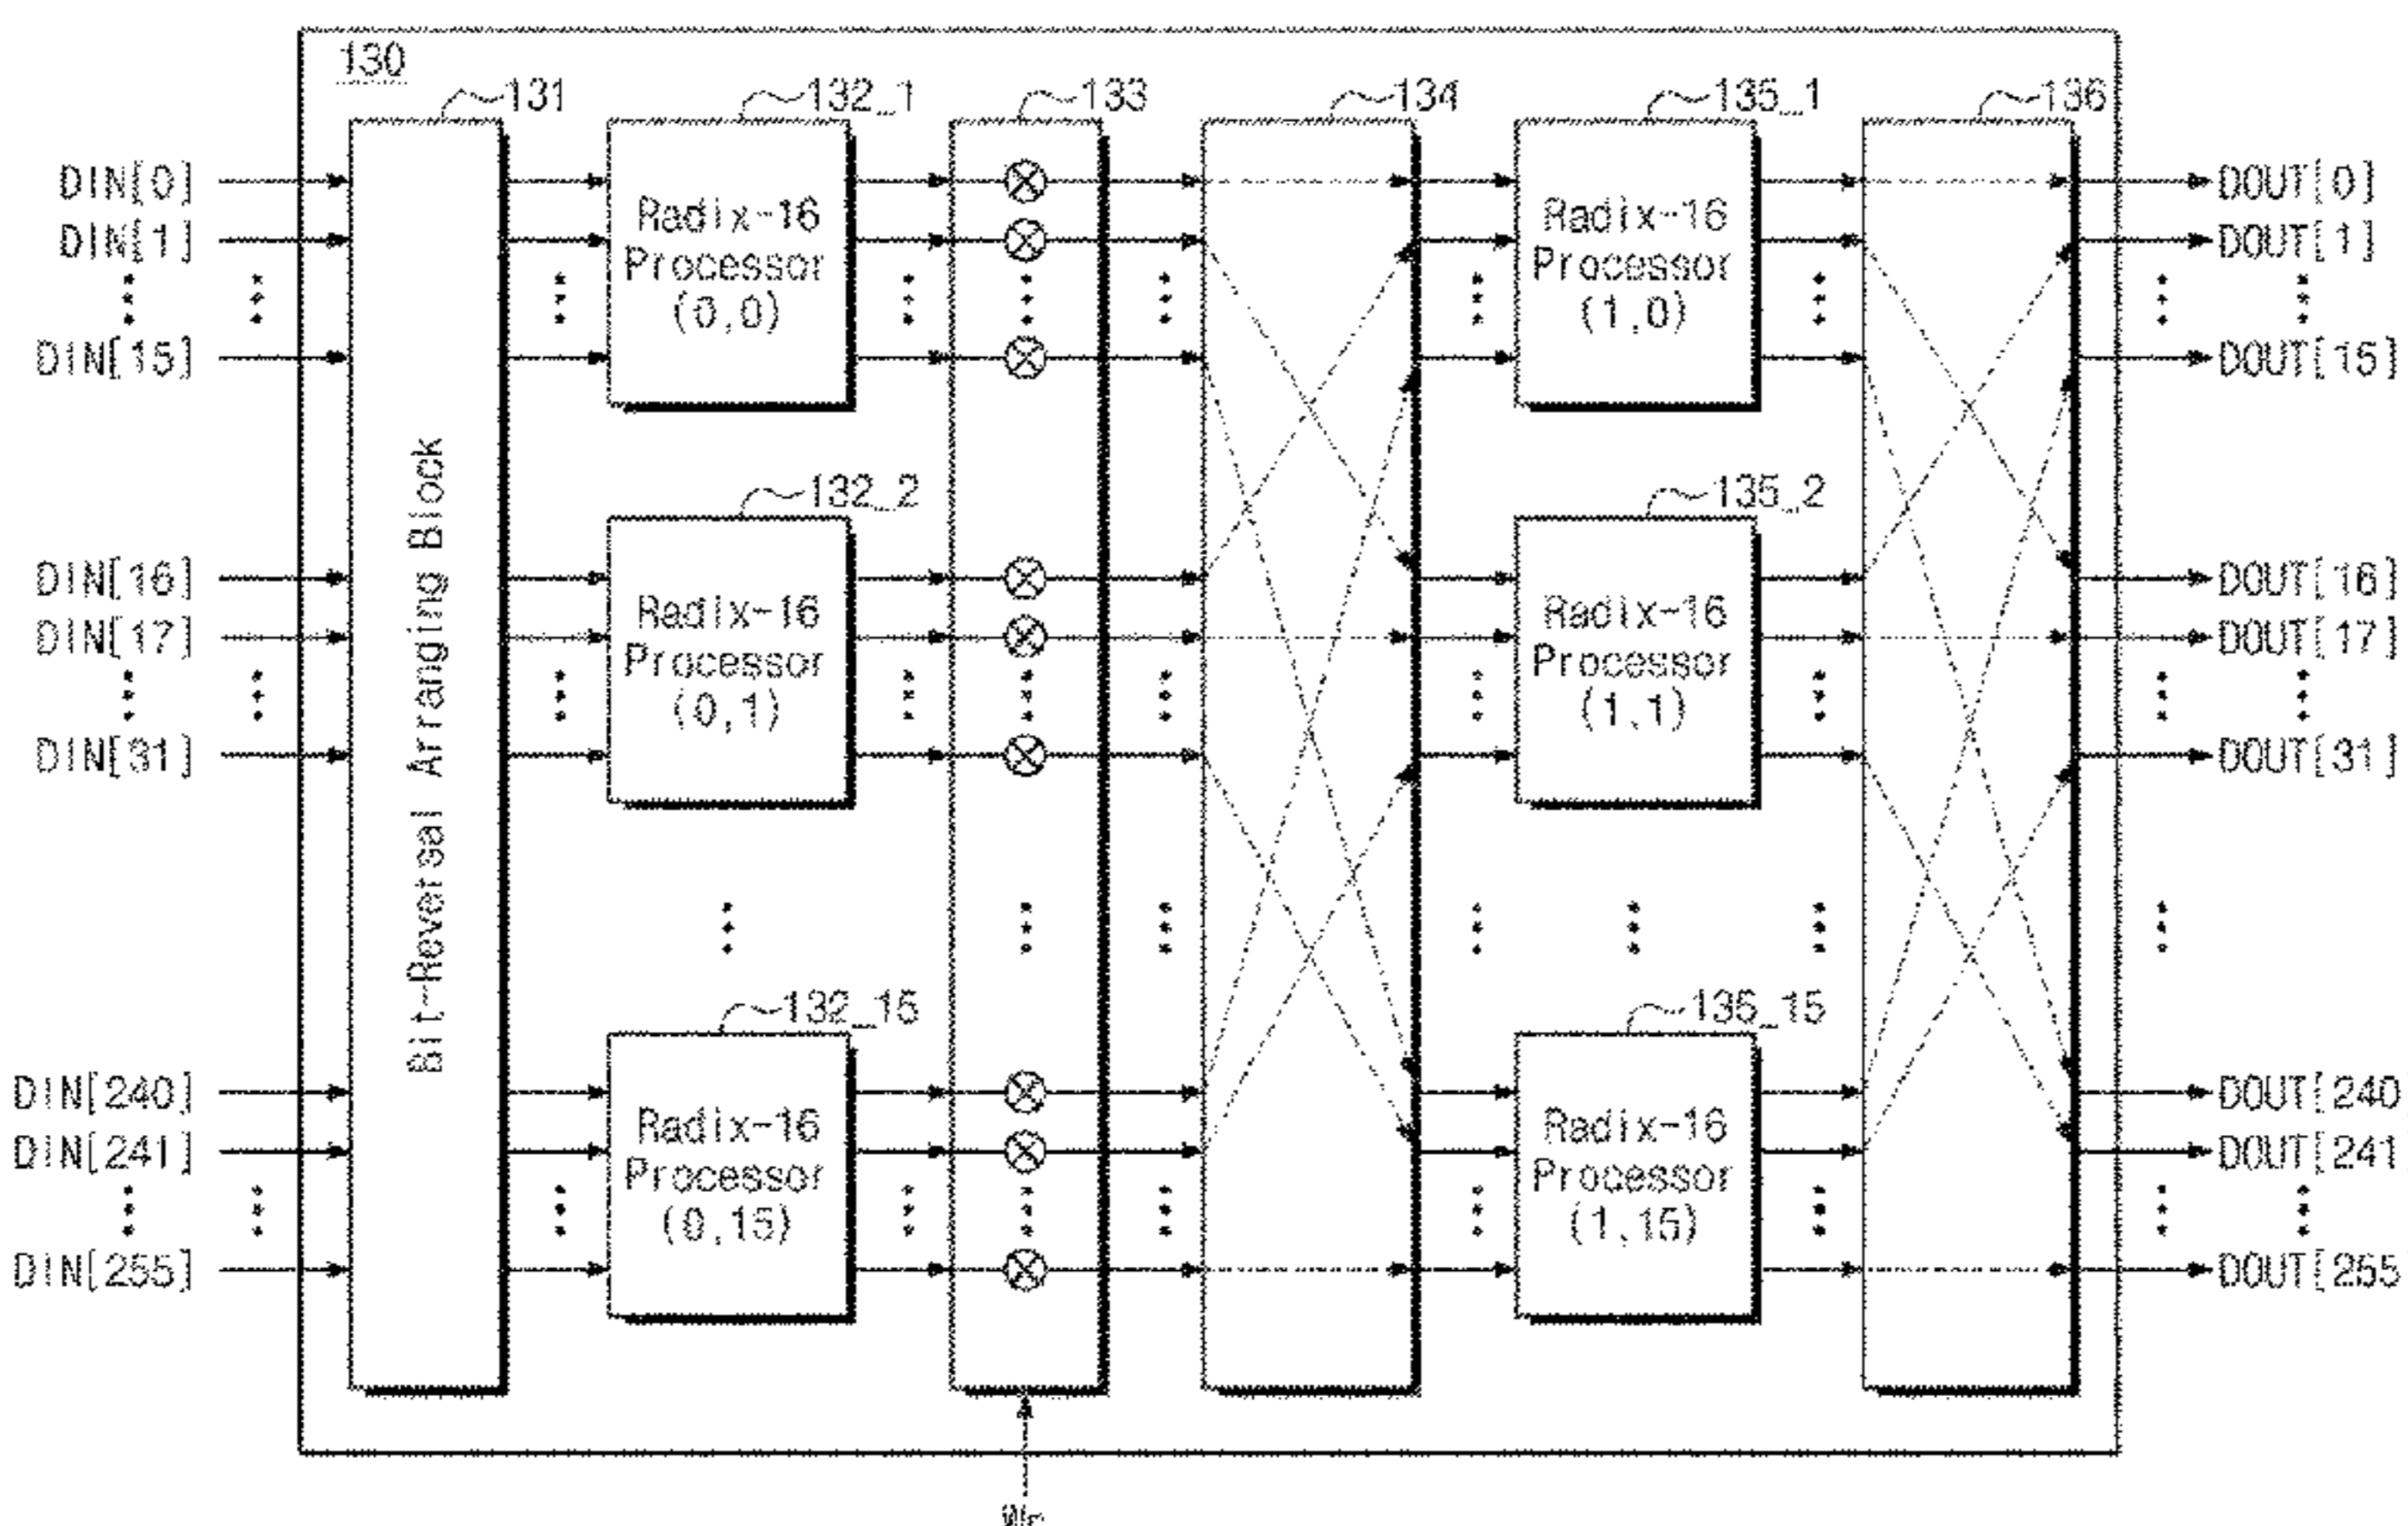 130
131
132_1
133
134
135_1
136
DIN[0]
DIN[1]
DIN[15]
Radix-16
Processor
(0,0)
Radix-16
Processor
(1,0)
DOUT[0]
DOUT[1]
DOUT[15]
Bit-Reversal Arranging Block
132_2
135_2
DIN[16]
DIN[17]
DIN[31]
Radix-16
Processor
(0,1)
Radix-16
Processor
(1,1)
DOUT[16]
DOUT[17]
DOUT[31]
132_15
136_15
DIN[240]
DIN[241]
DIN[255]
Radix-16
Processor
(0,15)
Radix-16
Processor
(1,15)
DOUT[240
DOUT[241
DOUT[255